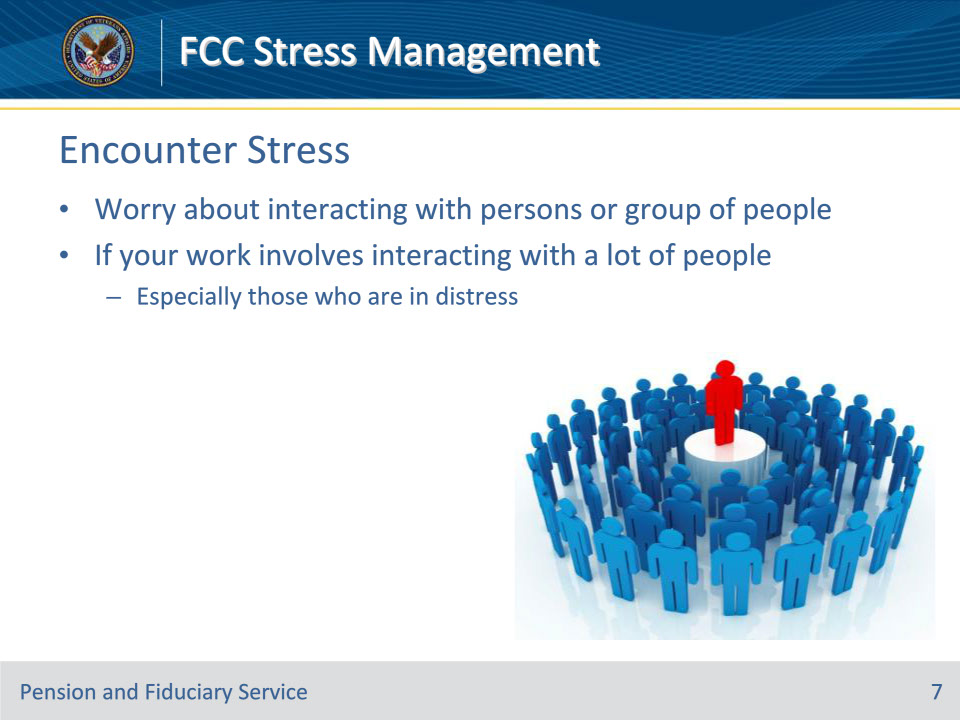 FCC Stress Management
Encounter Stress
• Worry about interacting with persons or group of people
• If your work involves interacting with a lot of people
– Especially those who are in distress
Pension and Fiduciary Service
7